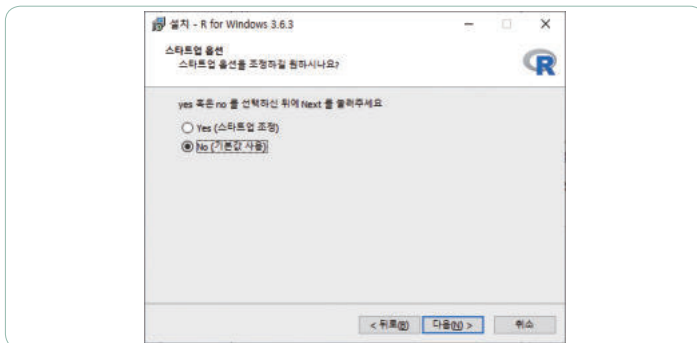 설치 - R for Windows 3.6.3
스타트업 옵션
스타트업 옵션을 조정하길 원하시나요?
R
yes 혹은 no 를 선택하신 뒤에 Next 를 눌러주세요
Yes (스타트업 조정)
No (기본값 사용)
< 뒤로(B)
다음(N) >
취소